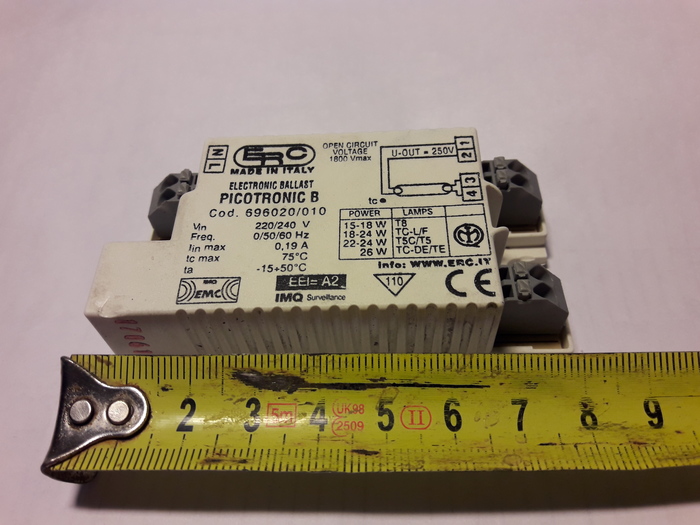 L N
ERC
MADE IN ITALY
ELECTRONIC BALLAST
PICOTRONIC B
Cod. 696020/010
Vin 220/240 V
Freq. 0/50/60 Hz
Iin max 0,19 A
tc max 75°C
ta -15+50°C
EMC
EEI= A2
IMQ Surveillance
OPEN CIRCUIT
VOLTAGE
1800 Vmax
U-OUT = 250V
2 1
4 3
tc
POWER LAMPS
15-18 W T8
18-24 W TC-L/F
22-24 W T5C/T5
26 W TC-DE/TE
Info: WWW.ERC.IT
110
CE
2 3 5m 4 UK98 2509 5 II 6 7 8 9